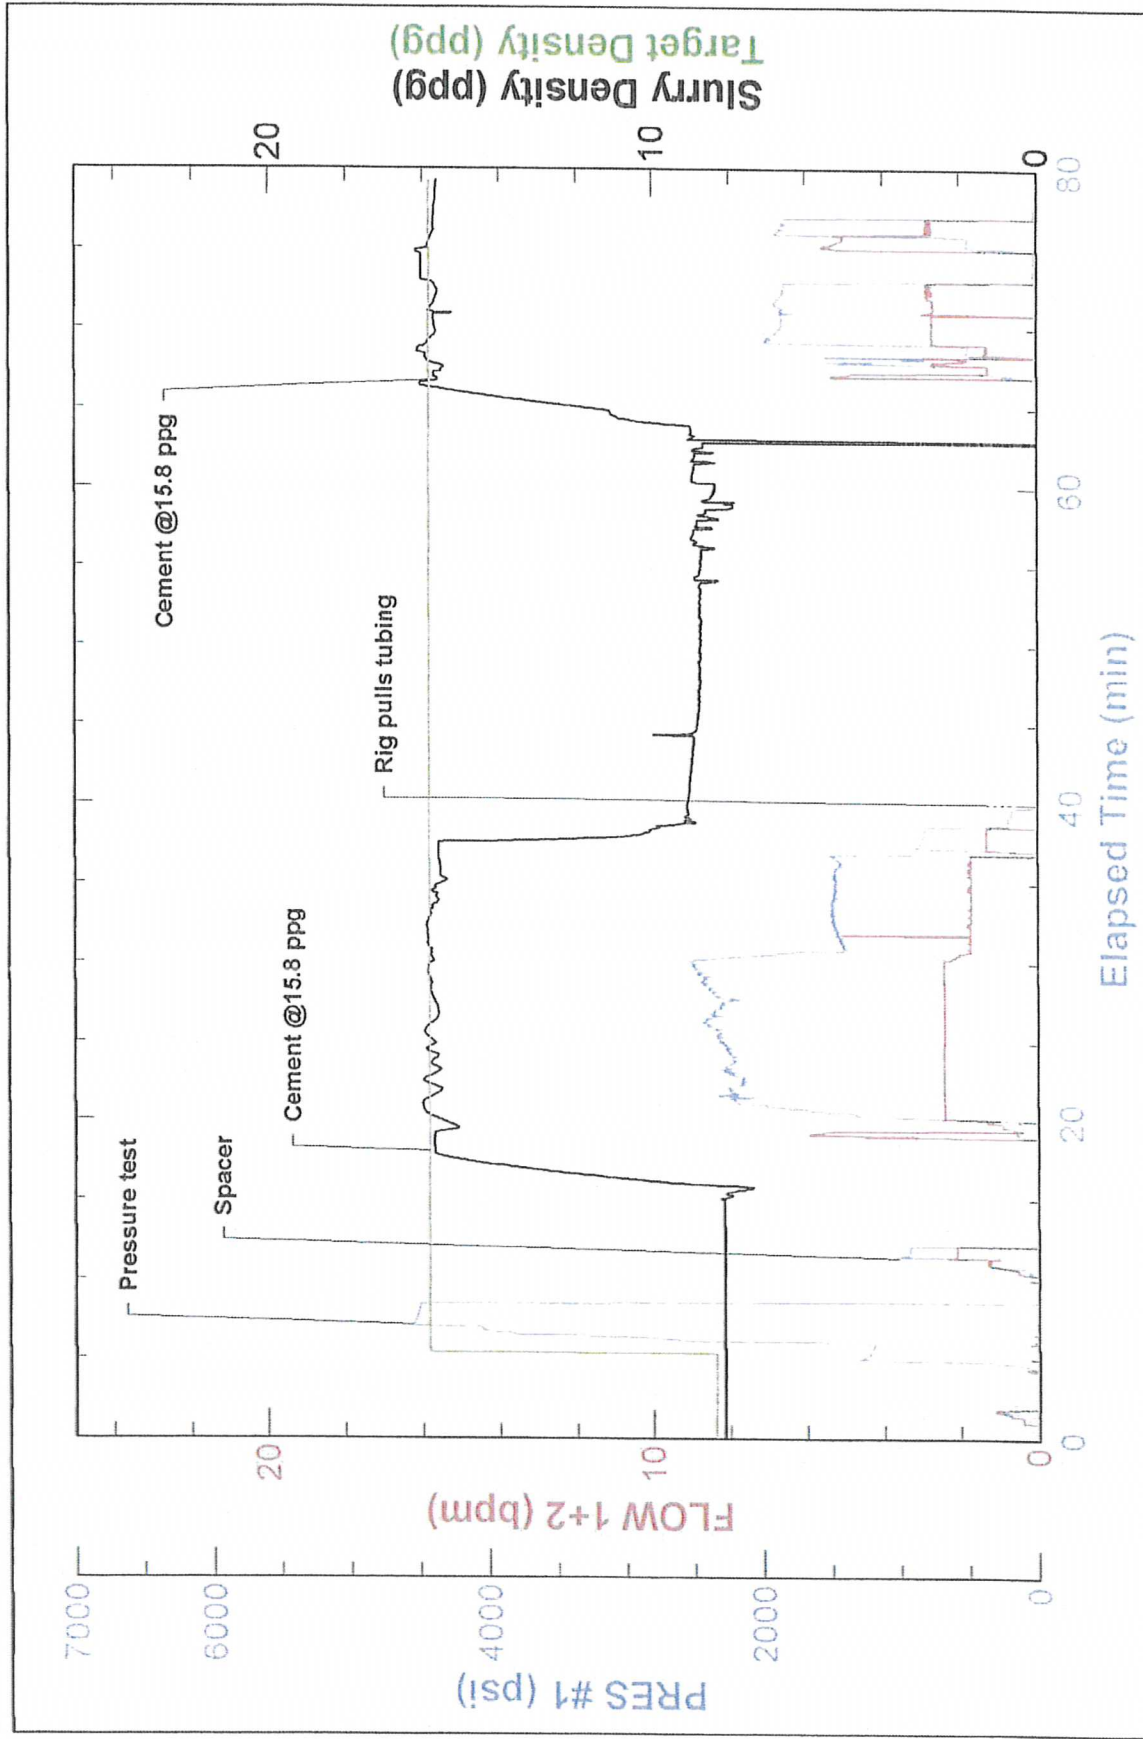 7000
6000
4000
2000
0
PRES #1 (psi)
20
10
0
FLOW 1+2 (bpm)
Pressure test
Spacer
Cement @15.8 ppg
Rig pulls tubing
Cement @15.8 ppg
20
10
0
Slurry Density (ppg)
Target Density (ppg)
0
20
40
60
80
Elapsed Time (min)